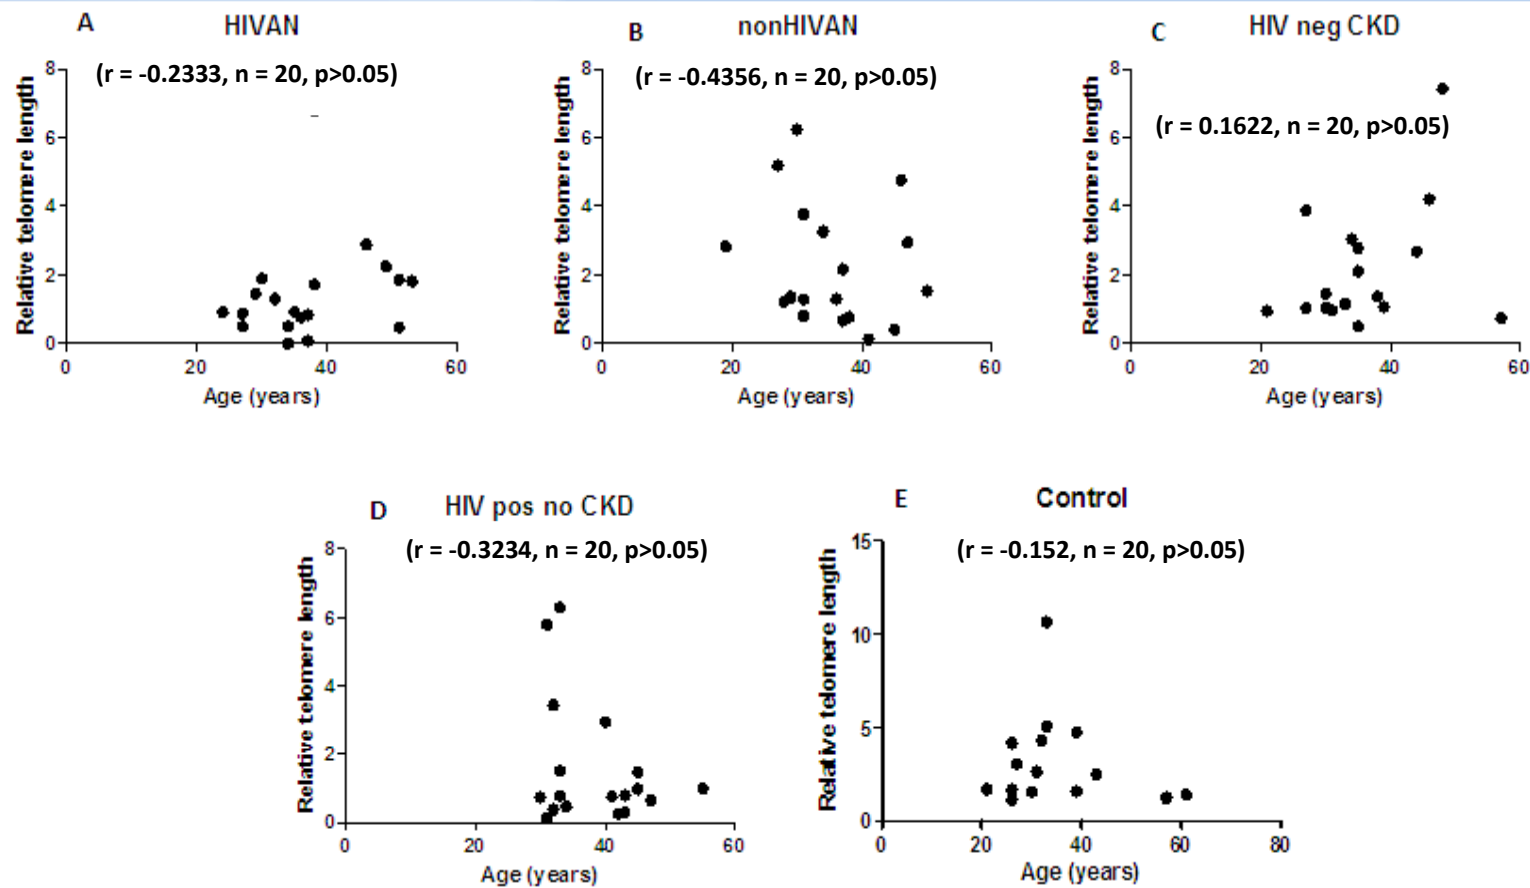 A HIVAN
(r = -0.2333, n = 20, p>0.05)
Relative telomere length
8
6
4
2
0
0 20 40 60
Age (years)
B nonHIVAN
(r = -0.4356, n = 20, p>0.05)
Relative telomere length
8
6
4
2
0
0 20 40 60
Age (years)
C HIV neg CKD
(r = 0.1622, n = 20, p>0.05)
Relative telomere length
8
6
4
2
0
0 20 40 60
Age (years)
D HIV pos no CKD
(r = -0.3234, n = 20, p>0.05)
Relative telomere length
8
6
4
2
0
0 20 40 60
Age (years)
E Control
(r = -0.152, n = 20, p>0.05)
Relative telomere length
15
10
5
0
0 20 40 60 80
Age (years)